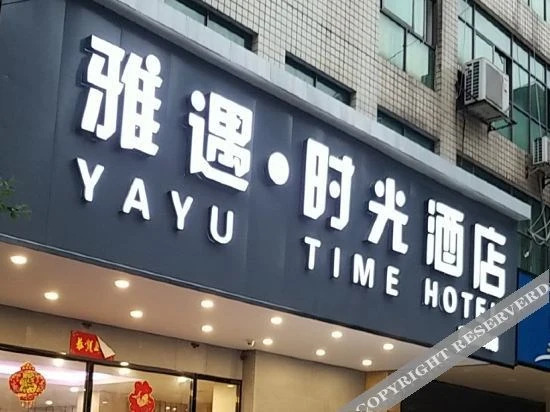 雅遇·时光酒店
YAYU TIME HOTEL
COPYRIGHT RESERVED